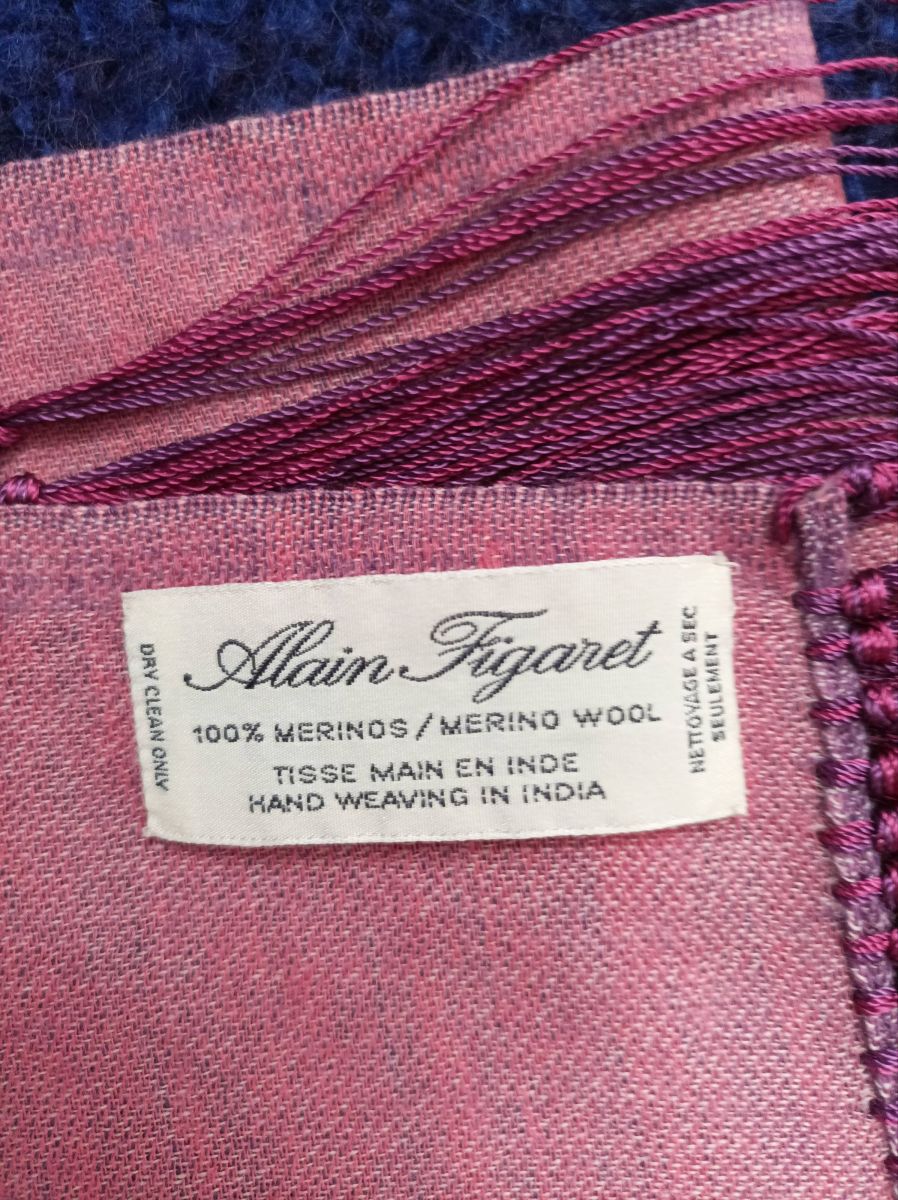 Alain Figaret
100% MERINOS / MERINO WOOL
TISSE MAIN EN INDE
HAND WEAVING IN INDIA
DRY CLEAN ONLY
NETTOYAGE A SEC
SEULEMENT